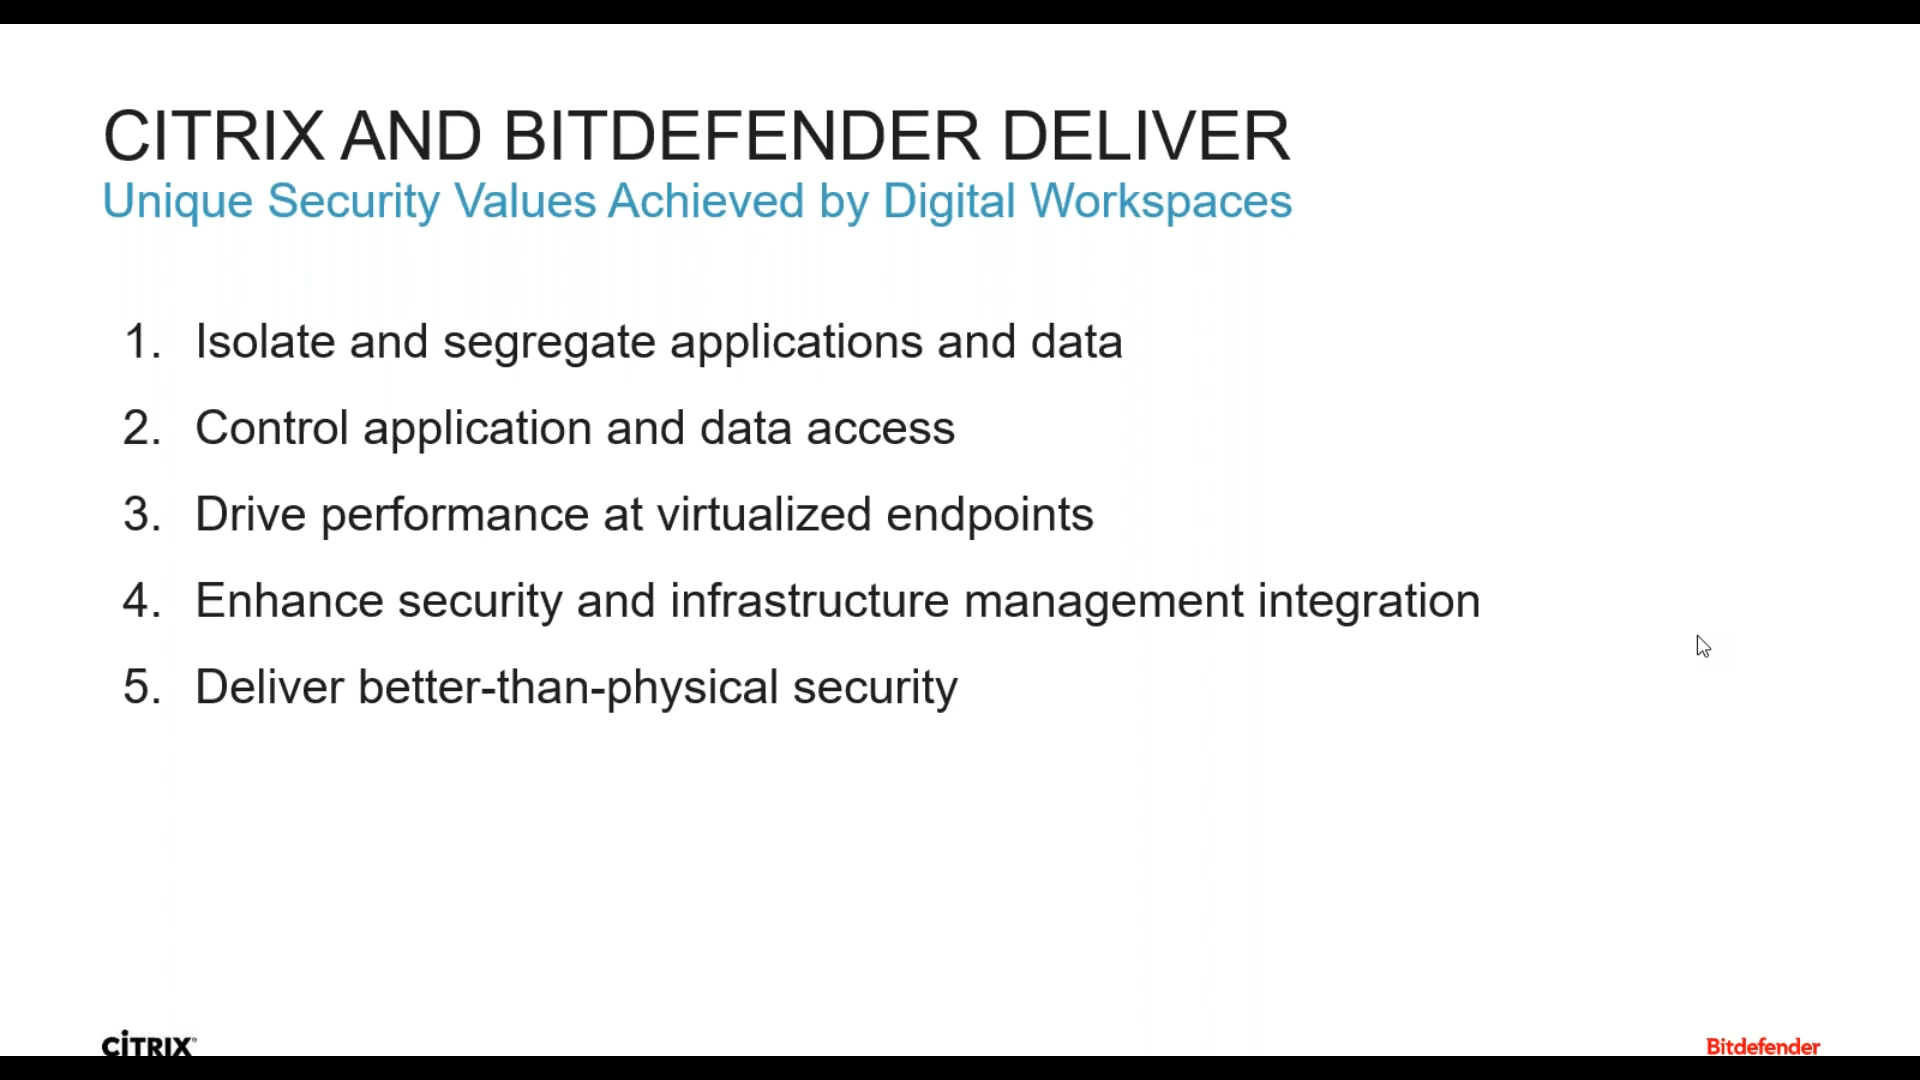 CITRIX AND BITDEFENDER DELIVER
Unique Security Values Achieved by Digital Workspaces
1. Isolate and segregate applications and data
2. Control application and data access
3. Drive performance at virtualized endpoints
4. Enhance security and infrastructure management integration
5. Deliver better-than-physical security
CİTRIX®
Bitdefender